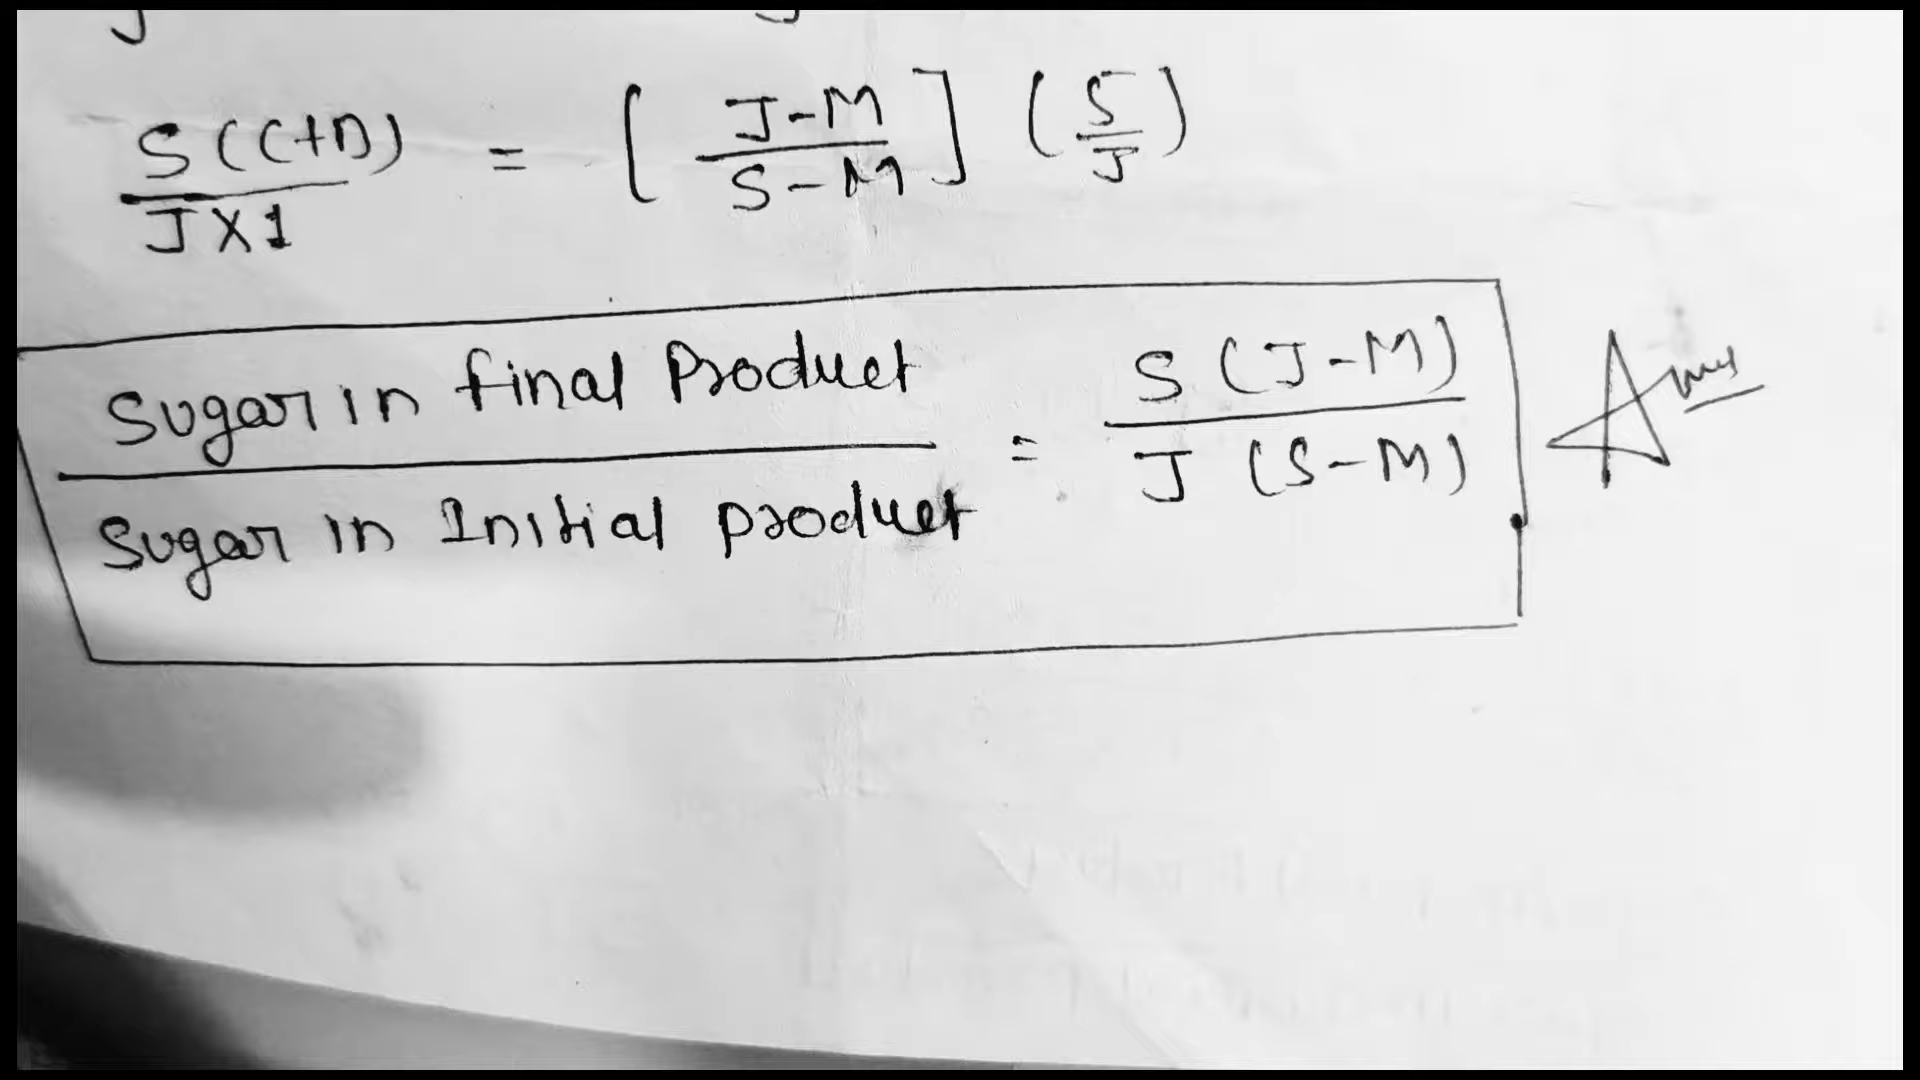 S(C+D) / J×1 = [ J-M / S-M ] ( S / J )
Sugar in final Product / Sugar in Initial product = S(J-M) / J(S-M) Ans